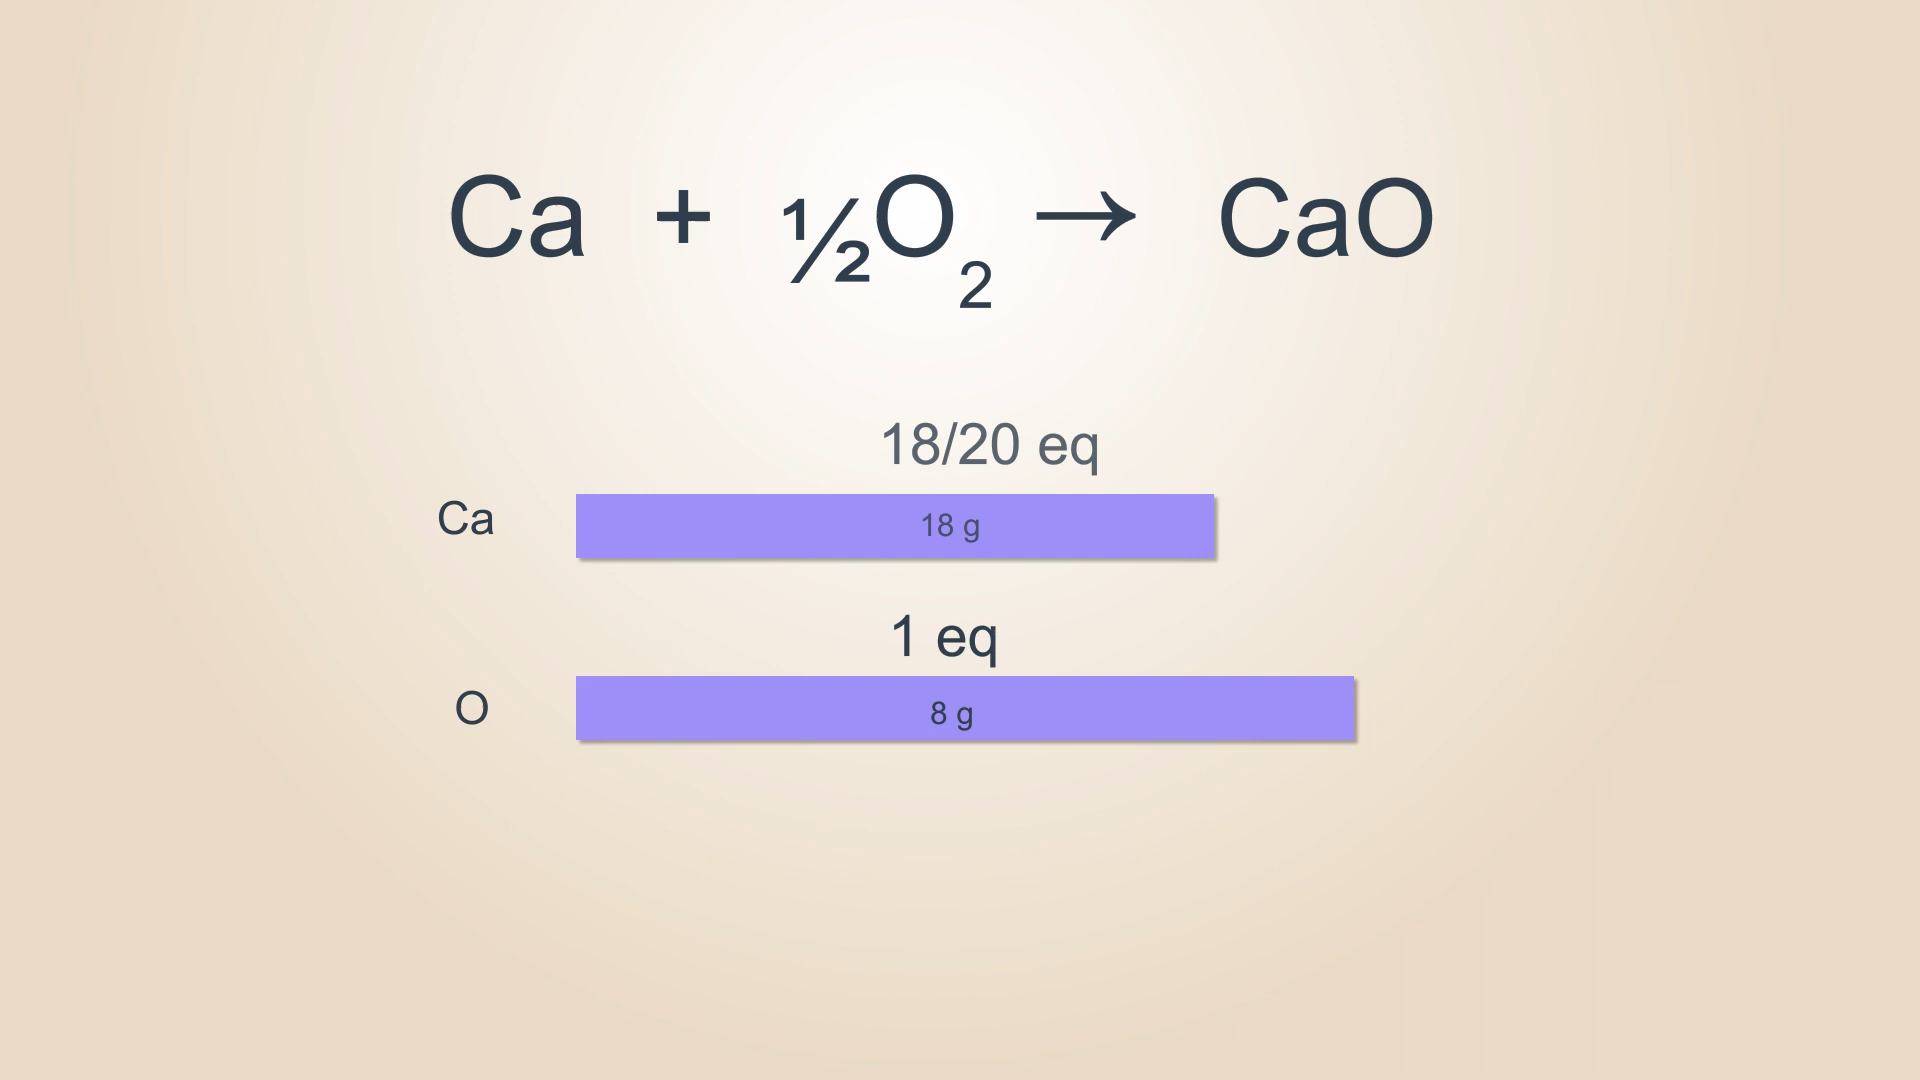 Ca + ½O₂ → CaO
18/20 eq
Ca 18 g
1 eq
O 8 g